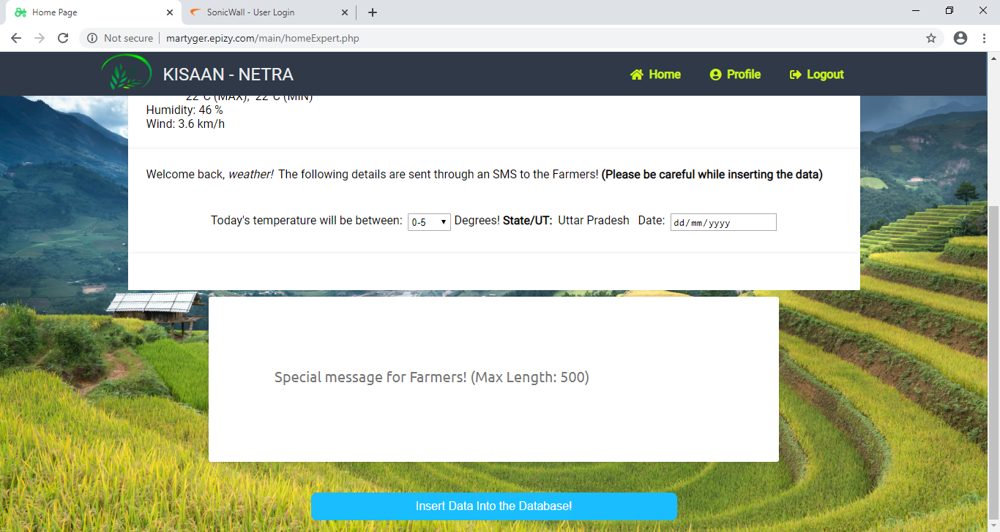 Home Page
SonicWall - User Login
Not secure
martyger.epizy.com/main/homeExpert.php
KISAAN - NETRA
Home
Profile
Logout
22°C (MAX), 22°C (MIN)
Humidity: 46 %
Wind: 3.6 km/h
Welcome back, weather! The following details are sent through an SMS to the Farmers! (Please be careful while inserting the data)
Today's temperature will be between: 0-5 Degrees! State/UT: Uttar Pradesh Date: dd/mm/yyyy
Special message for Farmers! (Max Length: 500)
Insert Data Into the Database!